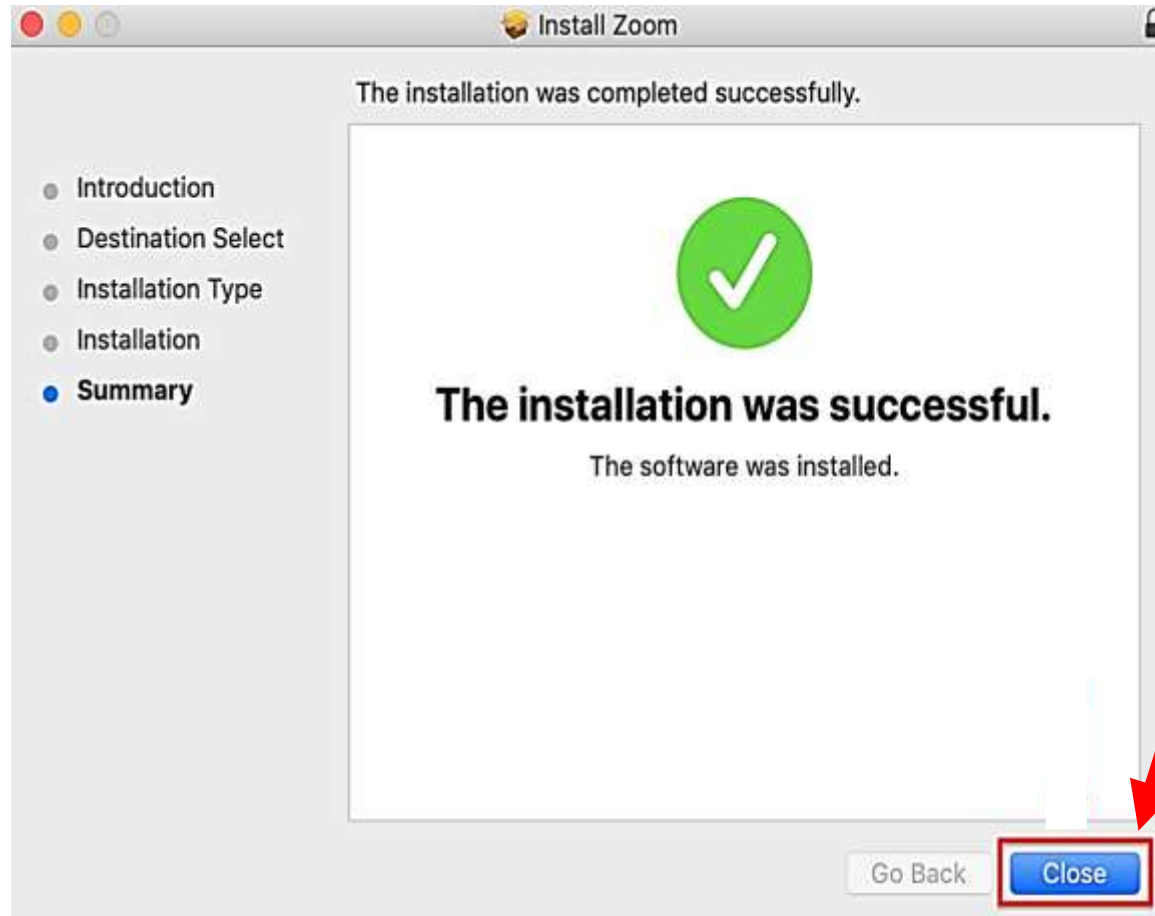 Install Zoom
The installation was completed successfully.
Introduction
Destination Select
Installation Type
Installation
Summary
The installation was successful.
The software was installed.
Go Back
Close